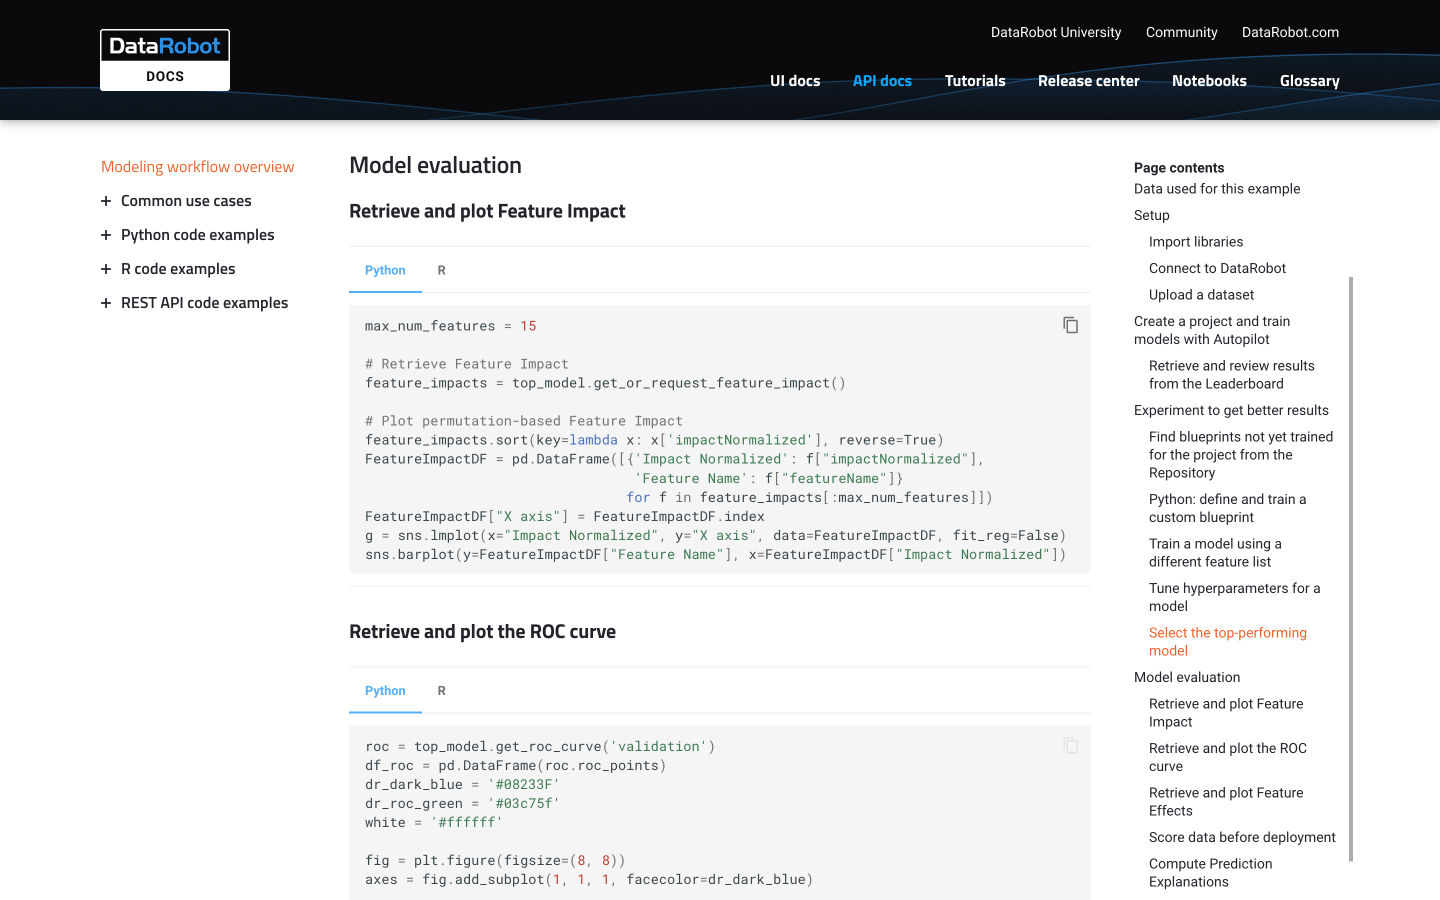 DataRobot
DOCS
DataRobot University
Community
DataRobot.com
UI docs
API docs
Tutorials
Release center
Notebooks
Glossary
Modeling workflow overview
Common use cases
Python code examples
R code examples
REST API code examples
Model evaluation
Retrieve and plot Feature Impact
Python
R
max_num_features = 15
# Retrieve Feature Impact
feature_impacts = top_model.get_or_request_feature_impact()
# Plot permutation-based Feature Impact
feature_impacts.sort(key=lambda x: x['impactNormalized'], reverse=True)
FeatureImpactDF = pd.DataFrame([{'Impact Normalized': f["impactNormalized"],
'Feature Name': f["featureName"]}
for f in feature_impacts[:max_num_features]])
FeatureImpactDF["X axis"] = FeatureImpactDF.index
g = sns.lmplot(x="Impact Normalized", y="X axis", data=FeatureImpactDF, fit_reg=False)
sns.barplot(y=FeatureImpactDF["Feature Name"], x=FeatureImpactDF["Impact Normalized"])
Retrieve and plot the ROC curve
Python
R
roc = top_model.get_roc_curve('validation')
df_roc = pd.DataFrame(roc.roc_points)
dr_dark_blue = '#08233F'
dr_roc_green = '#03c75f'
white = '#ffffff'
fig = plt.figure(figsize=(8, 8))
axes = fig.add_subplot(1, 1, 1, facecolor=dr_dark_blue)
Page contents
Data used for this example
Setup
Import libraries
Connect to DataRobot
Upload a dataset
Create a project and train
models with Autopilot
Retrieve and review results
from the Leaderboard
Experiment to get better results
Find blueprints not yet trained
for the project from the
Repository
Python: define and train a
custom blueprint
Train a model using a
different feature list
Tune hyperparameters for a
model
Select the top-performing
model
Model evaluation
Retrieve and plot Feature
Impact
Retrieve and plot the ROC
curve
Retrieve and plot Feature
Effects
Score data before deployment
Compute Prediction
Explanations